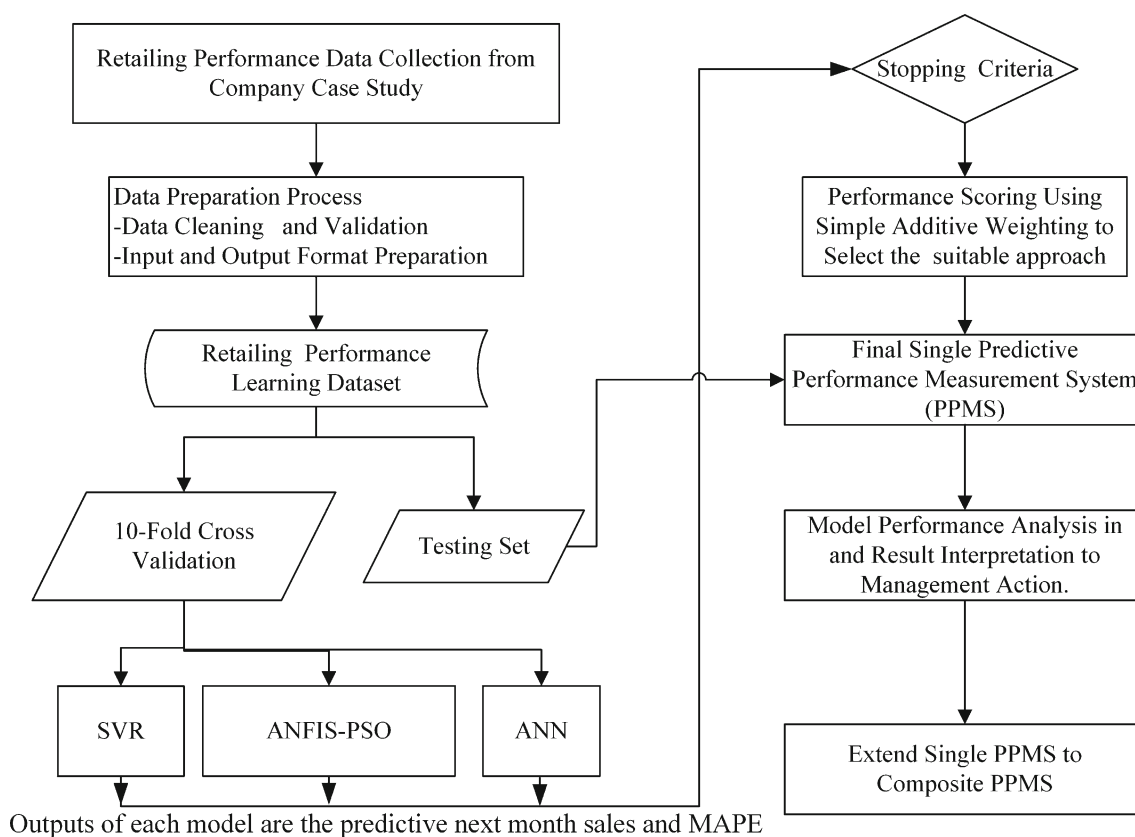 Retailing Performance Data Collection from
Company Case Study
Data Preparation Process
-Data Cleaning and Validation
-Input and Output Format Preparation
Retailing Performance
Learning Dataset
10-Fold Cross
Validation
Testing Set
SVR
ANFIS-PSO
ANN
Outputs of each model are the predictive next month sales and MAPE
Stopping Criteria
Performance Scoring Using
Simple Additive Weighting to
Select the suitable approach
Final Single Predictive
Performance Measurement System
(PPMS)
Model Performance Analysis in
and Result Interpretation to
Management Action.
Extend Single PPMS to
Composite PPMS